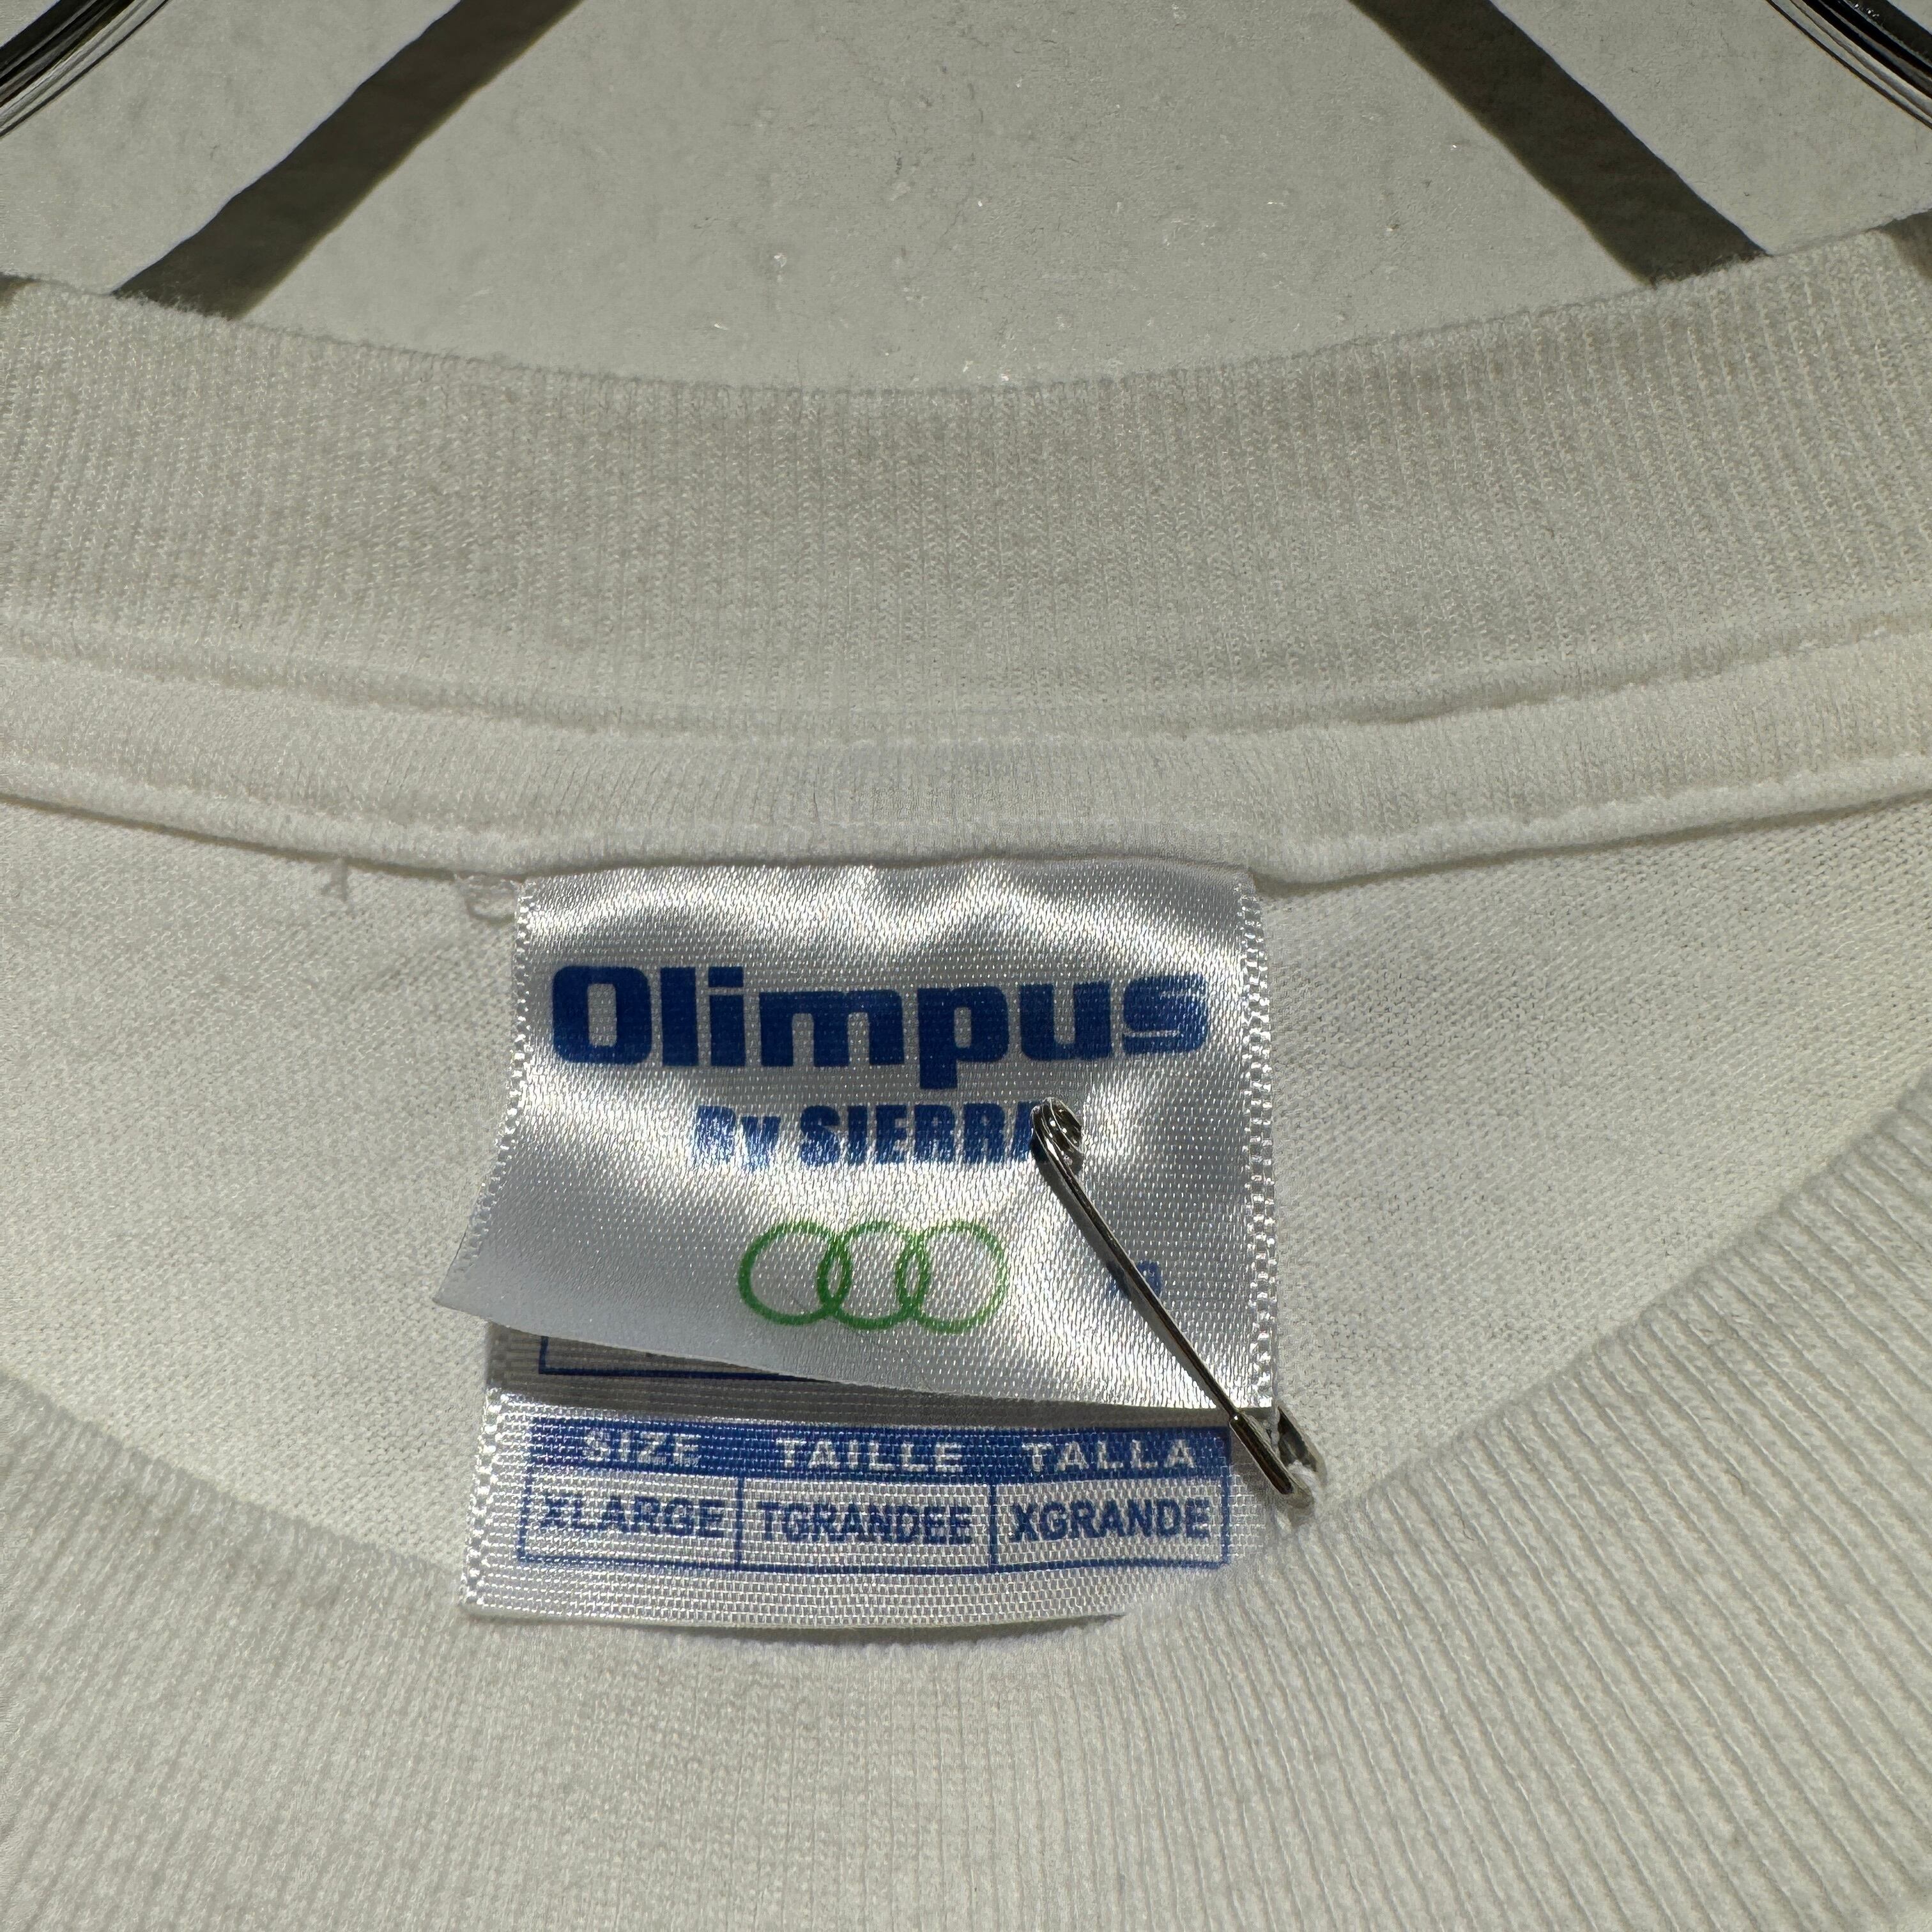 Olimpus
By SIERRA
SIZE TAILLE TALLA
XLARGE TGRANDEE XGRANDE